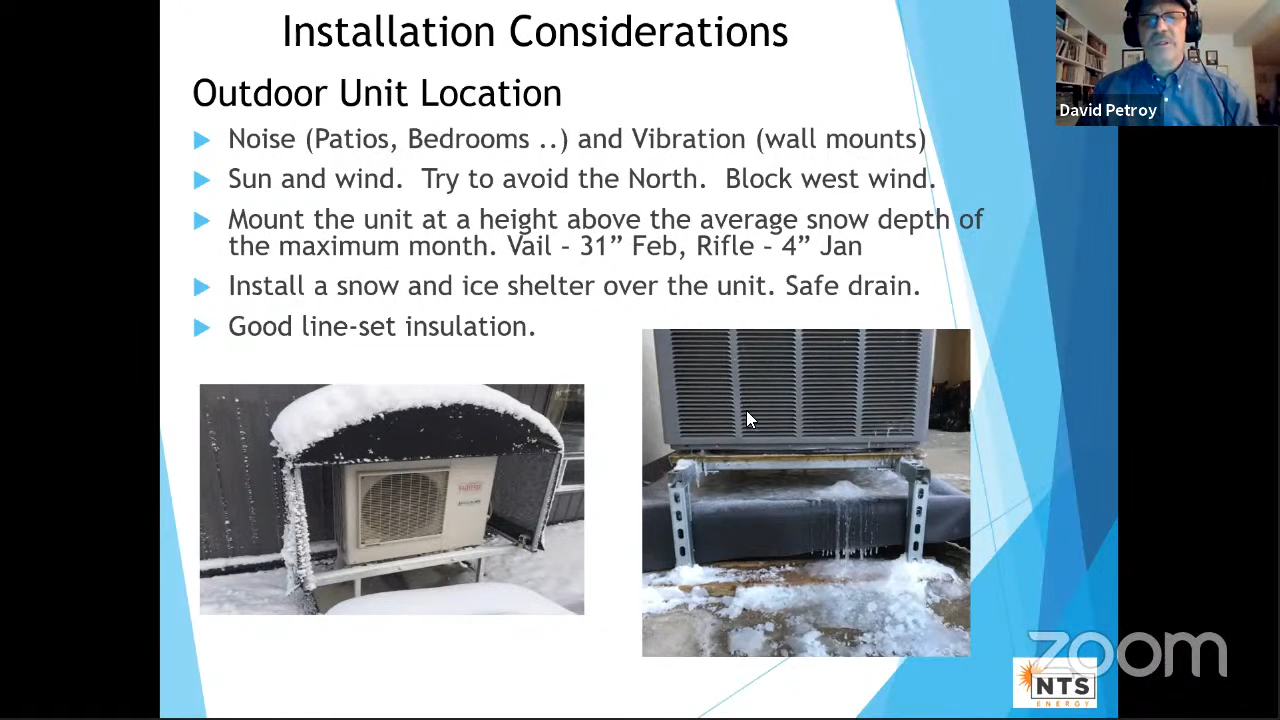 Installation Considerations
Outdoor Unit Location
Noise (Patios, Bedrooms ..) and Vibration (wall mounts)
Sun and wind.  Try to avoid the North.  Block west wind.
Mount the unit at a height above the average snow depth of
the maximum month. Vail – 31” Feb, Rifle – 4” Jan
Install a snow and ice shelter over the unit. Safe drain.
Good line-set insulation.
David Petroy
zoom
NTS
ENERGY